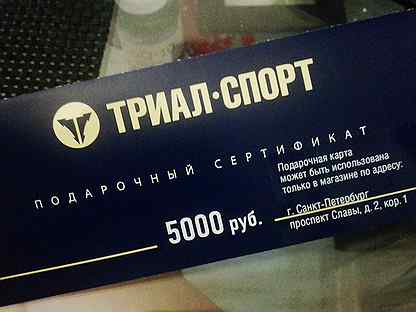 ТРИАЛ·СПОРТ
ПОДАРОЧНЫЙ СЕРТИФИКАТ
Подарочная карта
может быть использована
только в магазине по адресу:
5000 руб.
г. Санкт-Петербург
проспект Славы, д. 2, кор. 1